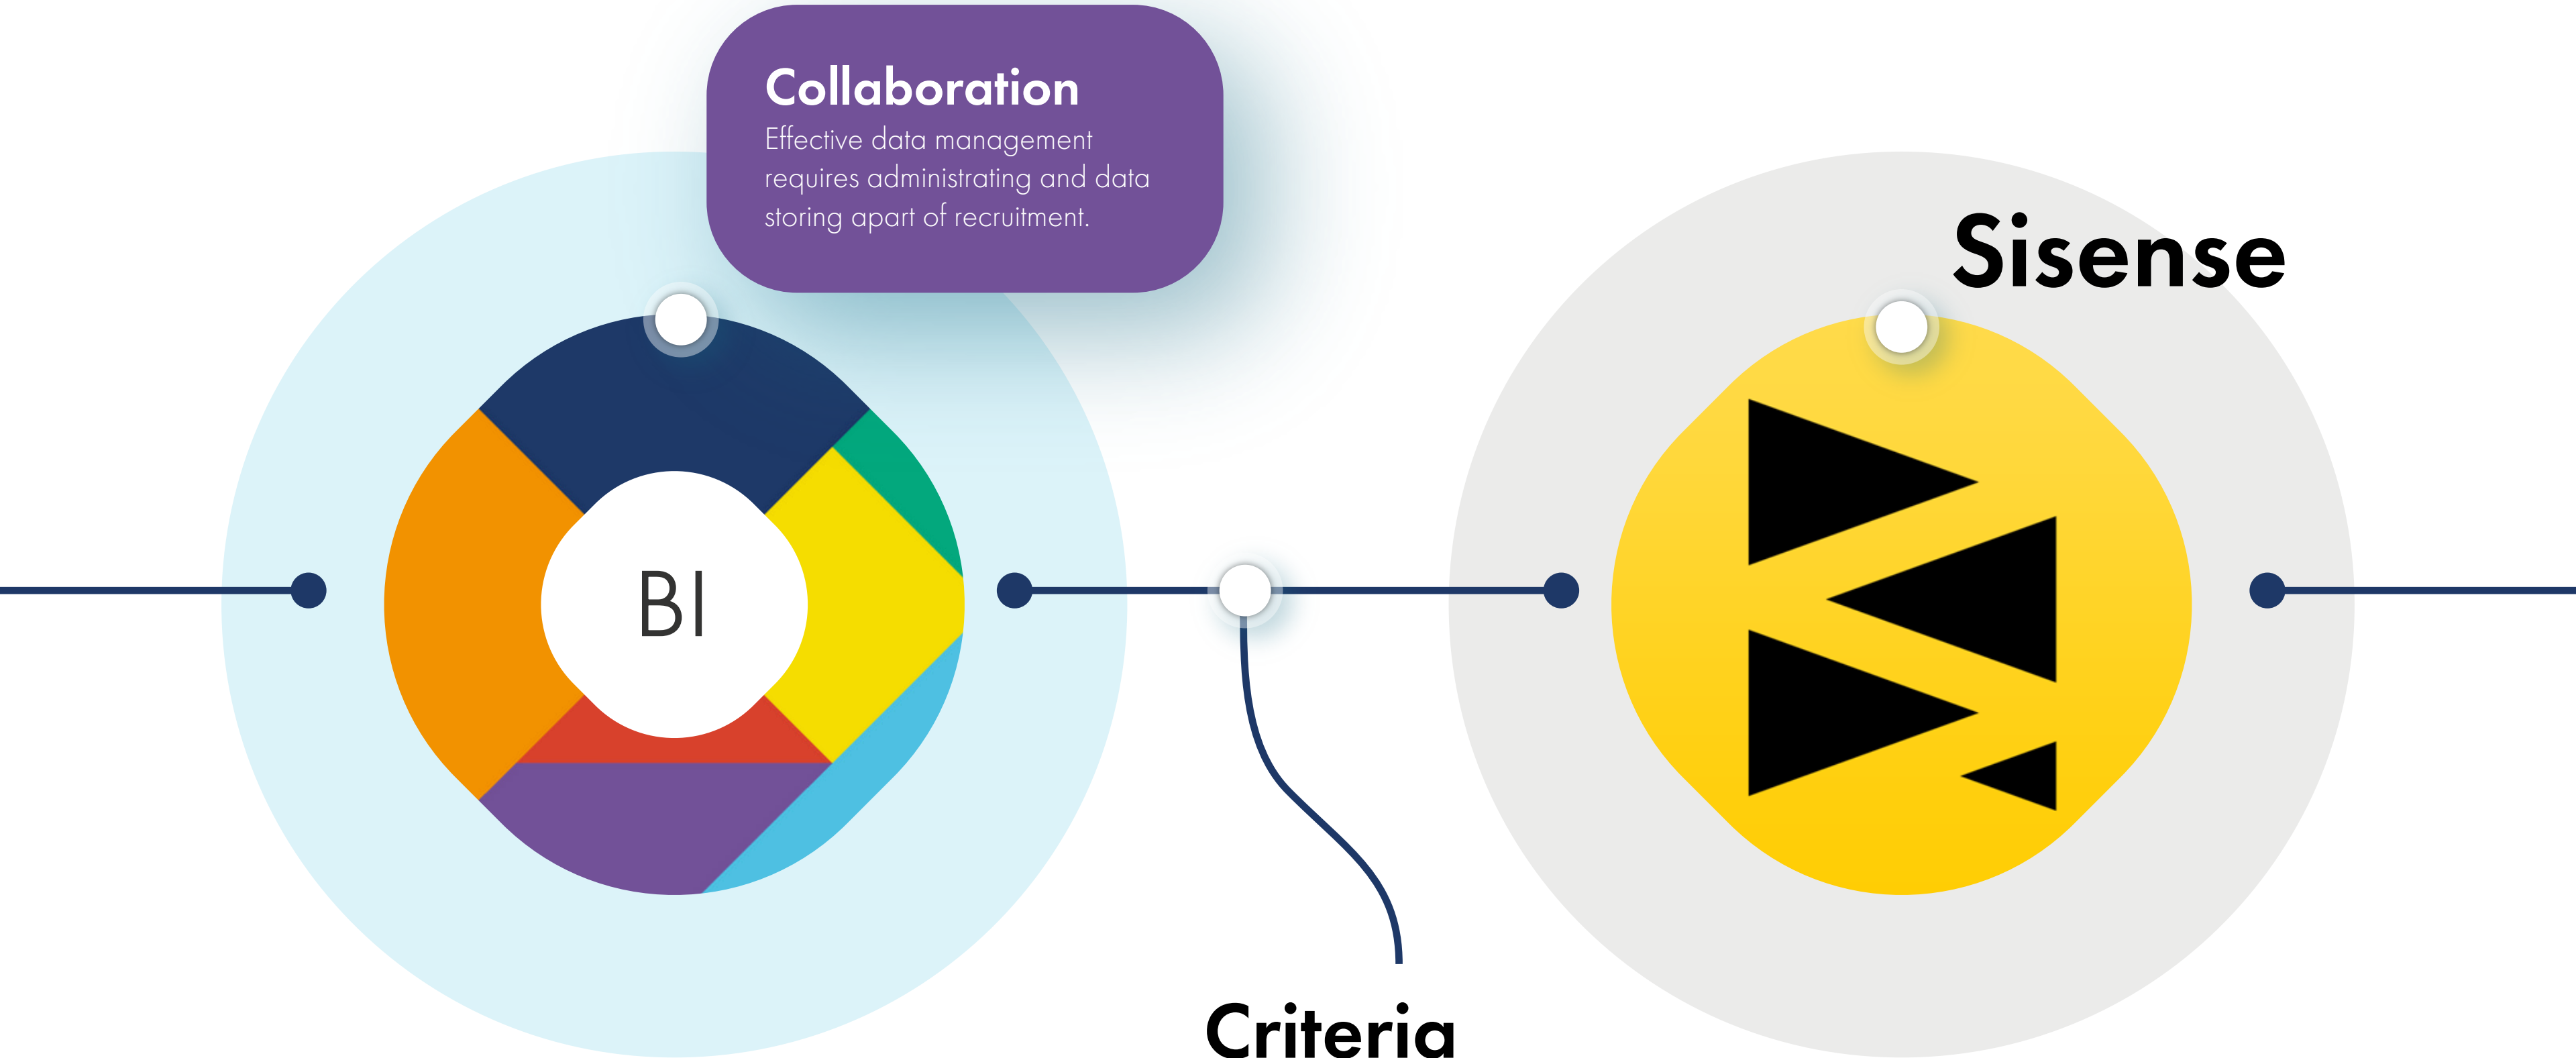 Collaboration
Effective data management
requires administrating and data
storing apart of recruitment.
Sisense
BI
Criteria